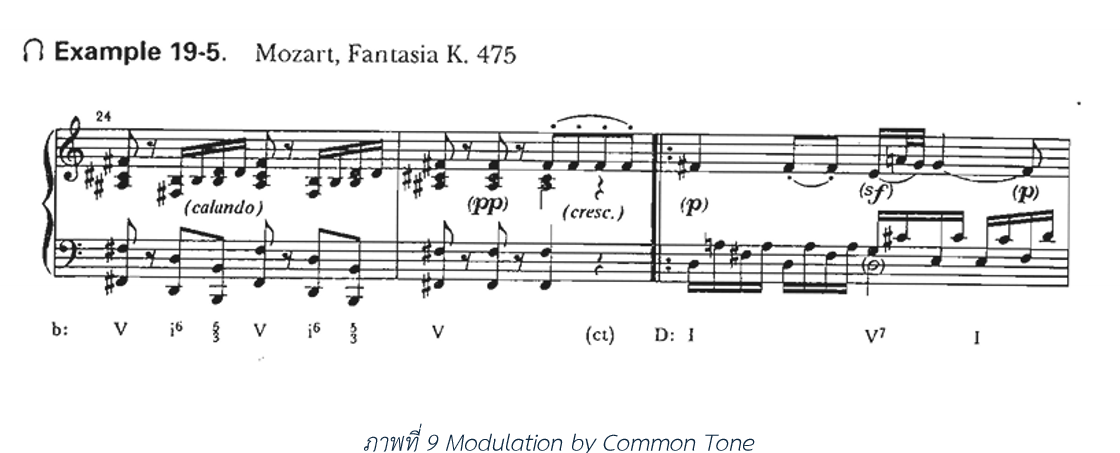 Example 19-5. Mozart, Fantasia K. 475
24
(calando)
(pp)
(cresc.)
(p)
(sf)
(p)
b: V i6 5 3 V i6 5 3 V (ct) D: I V7 I
ภาพที่ 9 Modulation by Common Tone